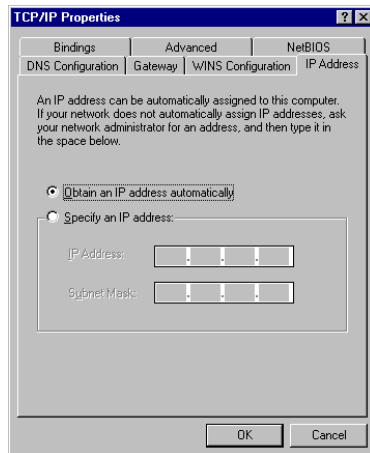 TCP/IP Properties
Bindings Advanced NetBIOS
DNS Configuration Gateway WINS Configuration IP Address
An IP address can be automatically assigned to this computer.
If your network does not automatically assign IP addresses, ask
your network administrator for an address, and then type it in
the space below.
Obtain an IP address automatically
Specify an IP address:
IP Address:
Subnet Mask:
OK Cancel